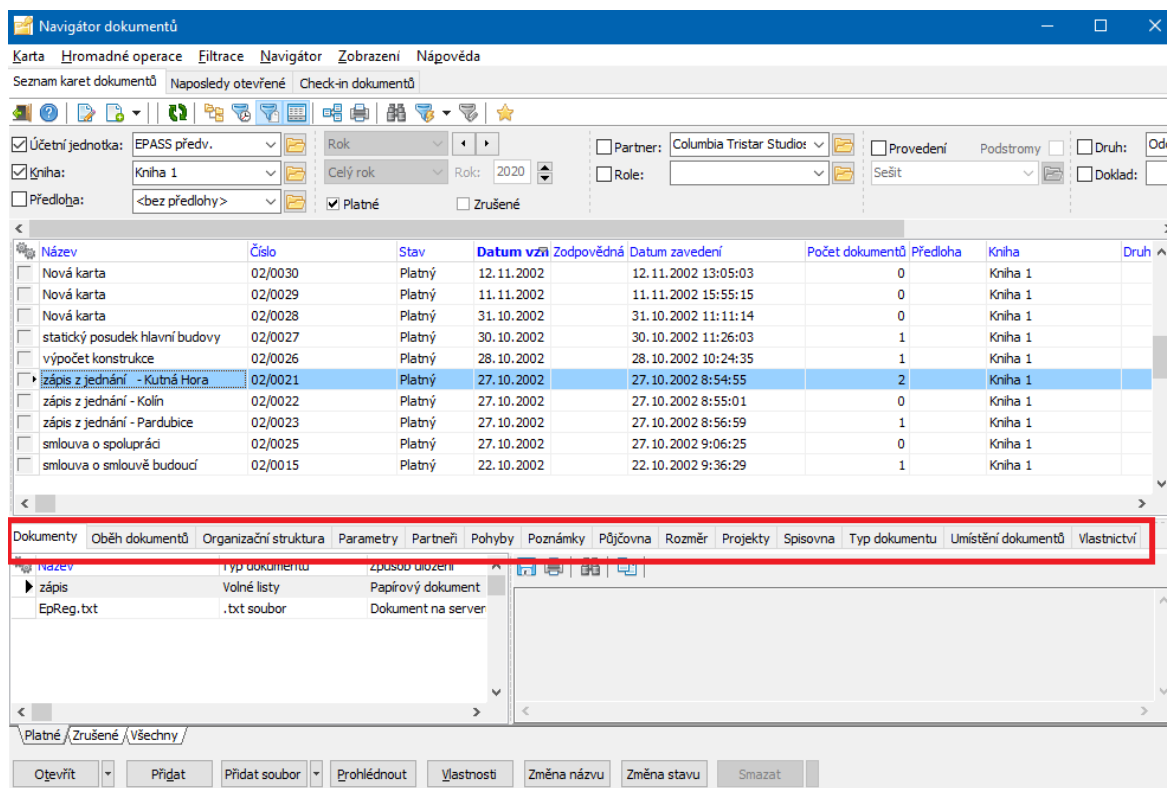 Navigátor dokumentů
Karta Hromadné operace Filtrace Navigátor Zobrazení Nápověda
Seznam karet dokumentů Naposledy otevřené Check-in dokumentů
Účetní jednotka: EPASS předv. Rok Partner: Columbia Tristar Studios Provedení Podstromy Druh:
Kniha: Kniha 1 Celý rok Rok: 2020 Role: Sešit Doklad:
Předloha: <bez předlohy> Platné Zrušené
Název Číslo Stav Datum vzn Zodpovědná Datum zavedení Počet dokumentů Předloha Kniha Druh
Nová karta 02/0030 Platný 12.11.2002 12.11.2002 13:05:03 0 Kniha 1
Nová karta 02/0029 Platný 11.11.2002 11.11.2002 15:55:15 0 Kniha 1
Nová karta 02/0028 Platný 31.10.2002 31.10.2002 11:11:14 0 Kniha 1
statický posudek hlavní budovy 02/0027 Platný 30.10.2002 30.10.2002 11:26:03 1 Kniha 1
výpočet konstrukce 02/0026 Platný 28.10.2002 28.10.2002 10:24:35 1 Kniha 1
zápis z jednání - Kutná Hora 02/0021 Platný 27.10.2002 27.10.2002 8:54:55 2 Kniha 1
zápis z jednání - Kolín 02/0022 Platný 27.10.2002 27.10.2002 8:55:01 0 Kniha 1
zápis z jednání - Pardubice 02/0023 Platný 27.10.2002 27.10.2002 8:56:59 1 Kniha 1
smlouva o spolupráci 02/0025 Platný 27.10.2002 27.10.2002 9:06:25 0 Kniha 1
smlouva o smlouvě budoucí 02/0015 Platný 22.10.2002 22.10.2002 9:36:29 1 Kniha 1
Dokumenty Oběh dokumentů Organizační struktura Parametry Partneři Pohyby Poznámky Půjčovna Rozměr Projekty Spisovna Typ dokumentu Umístění dokumentů Vlastnictví
Název Typ dokumentu Způsob uložení
zápis Volné listy Papírový dokument
EpReg.txt .txt soubor Dokument na server
Platné Zrušené Všechny
Otevřít Přidat Přidat soubor Prohlédnout Vlastnosti Změna názvu Změna stavu Smazat